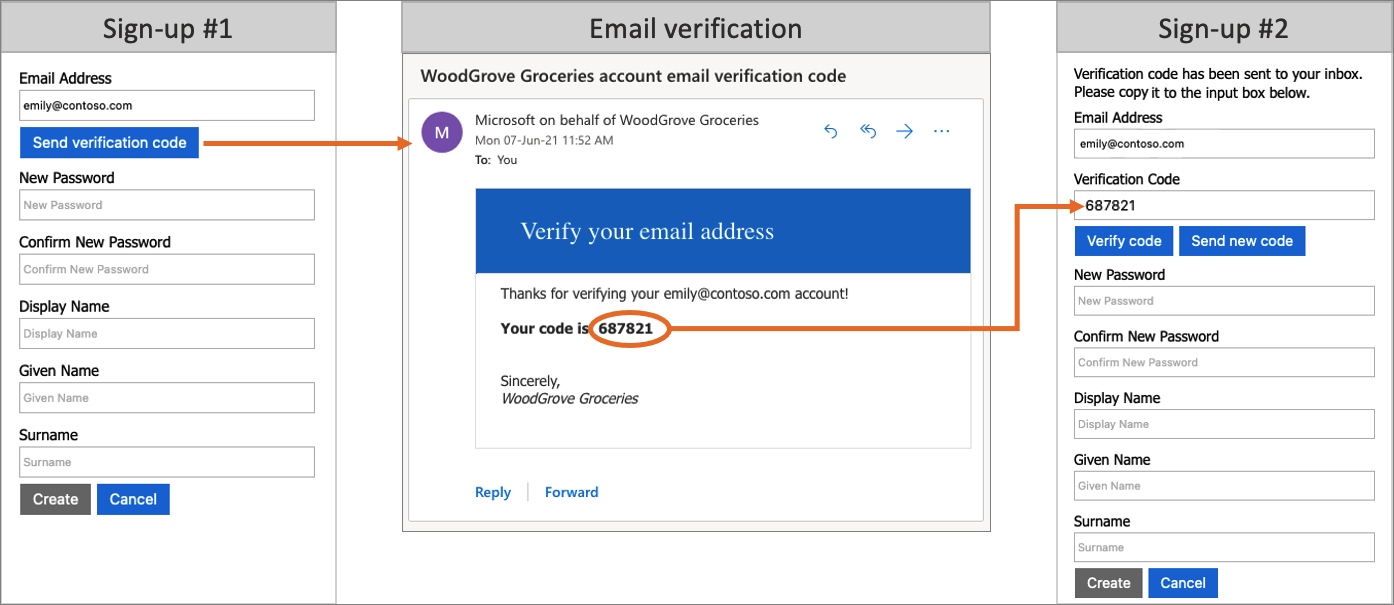 Sign-up #1
Email Address
emily@contoso.com
Send verification code
New Password
New Password
Confirm New Password
Confirm New Password
Display Name
Display Name
Given Name
Given Name
Surname
Surname
Create Cancel
Email verification
WoodGrove Groceries account email verification code
M
Microsoft on behalf of WoodGrove Groceries
Mon 07-Jun-21 11:52 AM
To: You
Verify your email address
Thanks for verifying your emily@contoso.com account!
Your code is 687821
Sincerely,
WoodGrove Groceries
Reply Forward
Sign-up #2
Verification code has been sent to your inbox.
Please copy it to the input box below.
Email Address
emily@contoso.com
Verification Code
687821
Verify code Send new code
New Password
New Password
Confirm New Password
Confirm New Password
Display Name
Display Name
Given Name
Given Name
Surname
Surname
Create Cancel